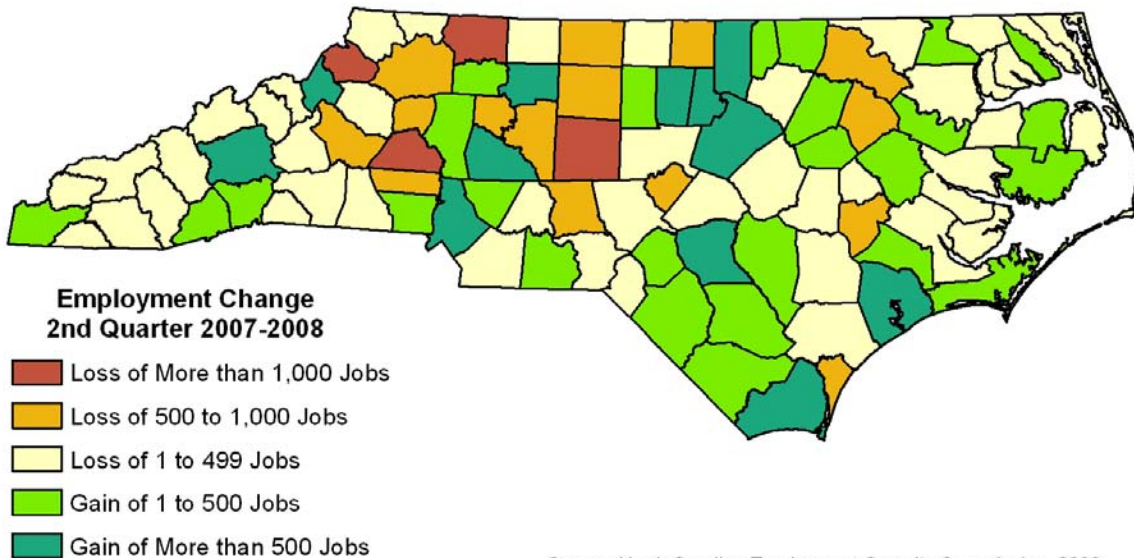 Employment Change
2nd Quarter 2007-2008
Loss of More than 1,000 Jobs
Loss of 500 to 1,000 Jobs
Loss of 1 to 499 Jobs
Gain of 1 to 500 Jobs
Gain of More than 500 Jobs